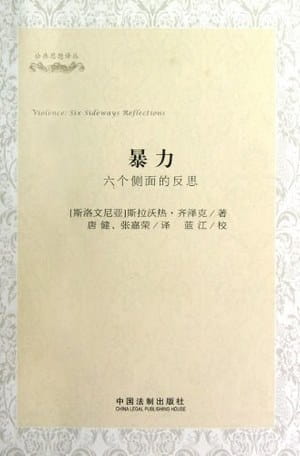 公法思想译丛
Violence: Six Sideways Reflections
暴力
六个侧面的反思
[斯洛文尼亚]斯拉沃热·齐泽克/著
唐健、张嘉荣/译 蓝江/校
中国法制出版社
CHINA LEGAL PUBLISHING HOUSE